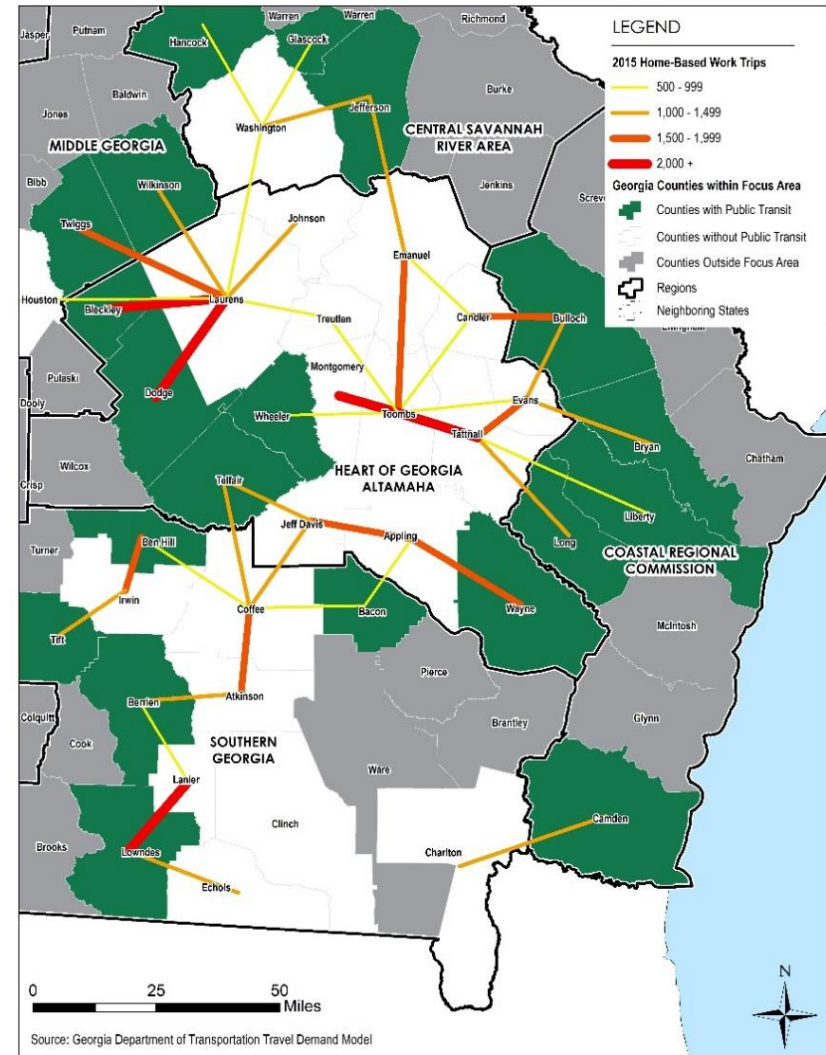 LEGEND
2015 Home-Based Work Trips
500 - 999
1,000 - 1,499
1,500 - 1,999
2,000 +
Georgia Counties within Focus Area
Counties with Public Transit
Counties without Public Transit
Counties Outside Focus Area
Regions
Neighboring States
Jasper
Putnam
Hancock
Warren
Glascock
Warren
Richmond
Jones
Baldwin
Washington
Jefferson
Burke
MIDDLE GEORGIA
CENTRAL SAVANNAH
RIVER AREA
Bibb
Wilkinson
Jenkins
Twiggs
Johnson
Emanuel
Houston
Bleckley
Laurens
Treutlen
Candler
Bulloch
Pulaski
Montgomery
Dooly
Dodge
Wheeler
Toombs
Evans
Tattnall
Bryan
Chatham
Wilcox
Crisp
HEART OF GEORGIA
ALTAMAHA
Telfair
Liberty
Jeff Davis
Appling
Long
Turner
Ben Hill
COASTAL REGIONAL
COMMISSION
Irwin
Coffee
Bacon
Wayne
Tift
McIntosh
Pierce
Berrien
Atkinson
Brantley
Glynn
Colquitt
Cook
SOUTHERN
GEORGIA
Ware
Lanier
Clinch
Camden
Brooks
Lowndes
Charlton
Echols
0 25 50
Miles
N
Source: Georgia Department of Transportation Travel Demand Model